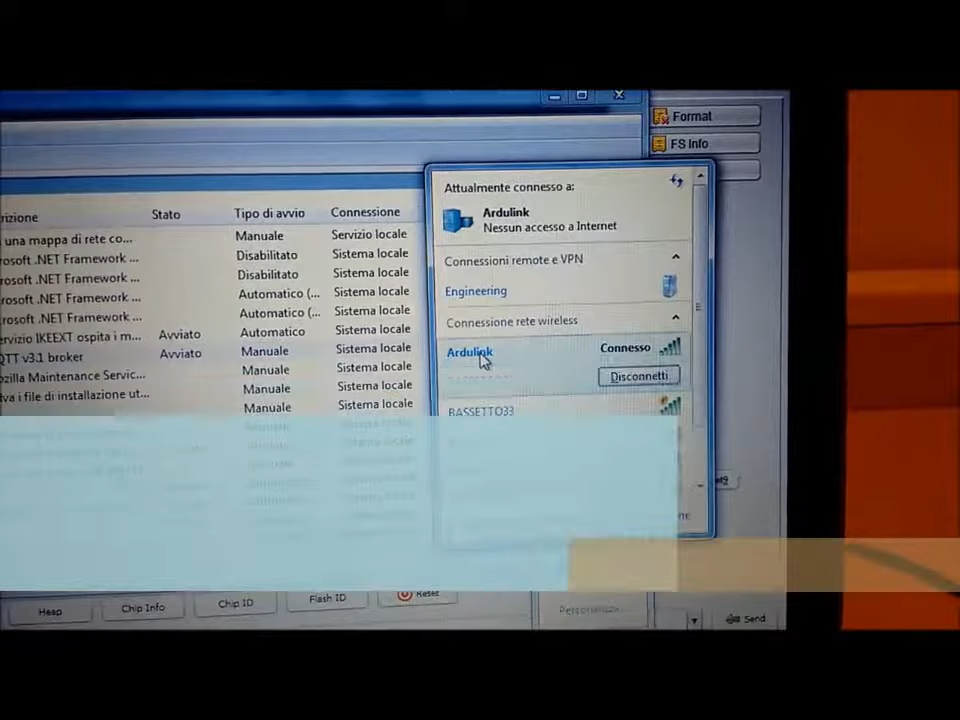 Format
FS Info
Attualmente connesso a:
Ardulink
Nessun accesso a Internet
Connessioni remote e VPN
Engineering
Connessione rete wireless
Ardulink Connesso
Disconnetti
BASSETTO33
rizione Stato Tipo di avvio Connessione
una mappa di rete co... Manuale Servizio locale
rosoft .NET Framework ... Disabilitato Sistema locale
rosoft .NET Framework ... Disabilitato Sistema locale
rosoft .NET Framework ... Automatico (... Sistema locale
rosoft .NET Framework ... Automatico (... Sistema locale
ervizio IKEEXT ospita i m... Avviato Automatico Sistema locale
QTT v3.1 broker Avviato Manuale Sistema locale
ozilla Maintenance Servic... Manuale Sistema locale
lva i file di installazione ut... Manuale Sistema locale
Manuale Sistema locale
Heap Chip Info Chip ID Flash ID Reset
Personalizza...
Send